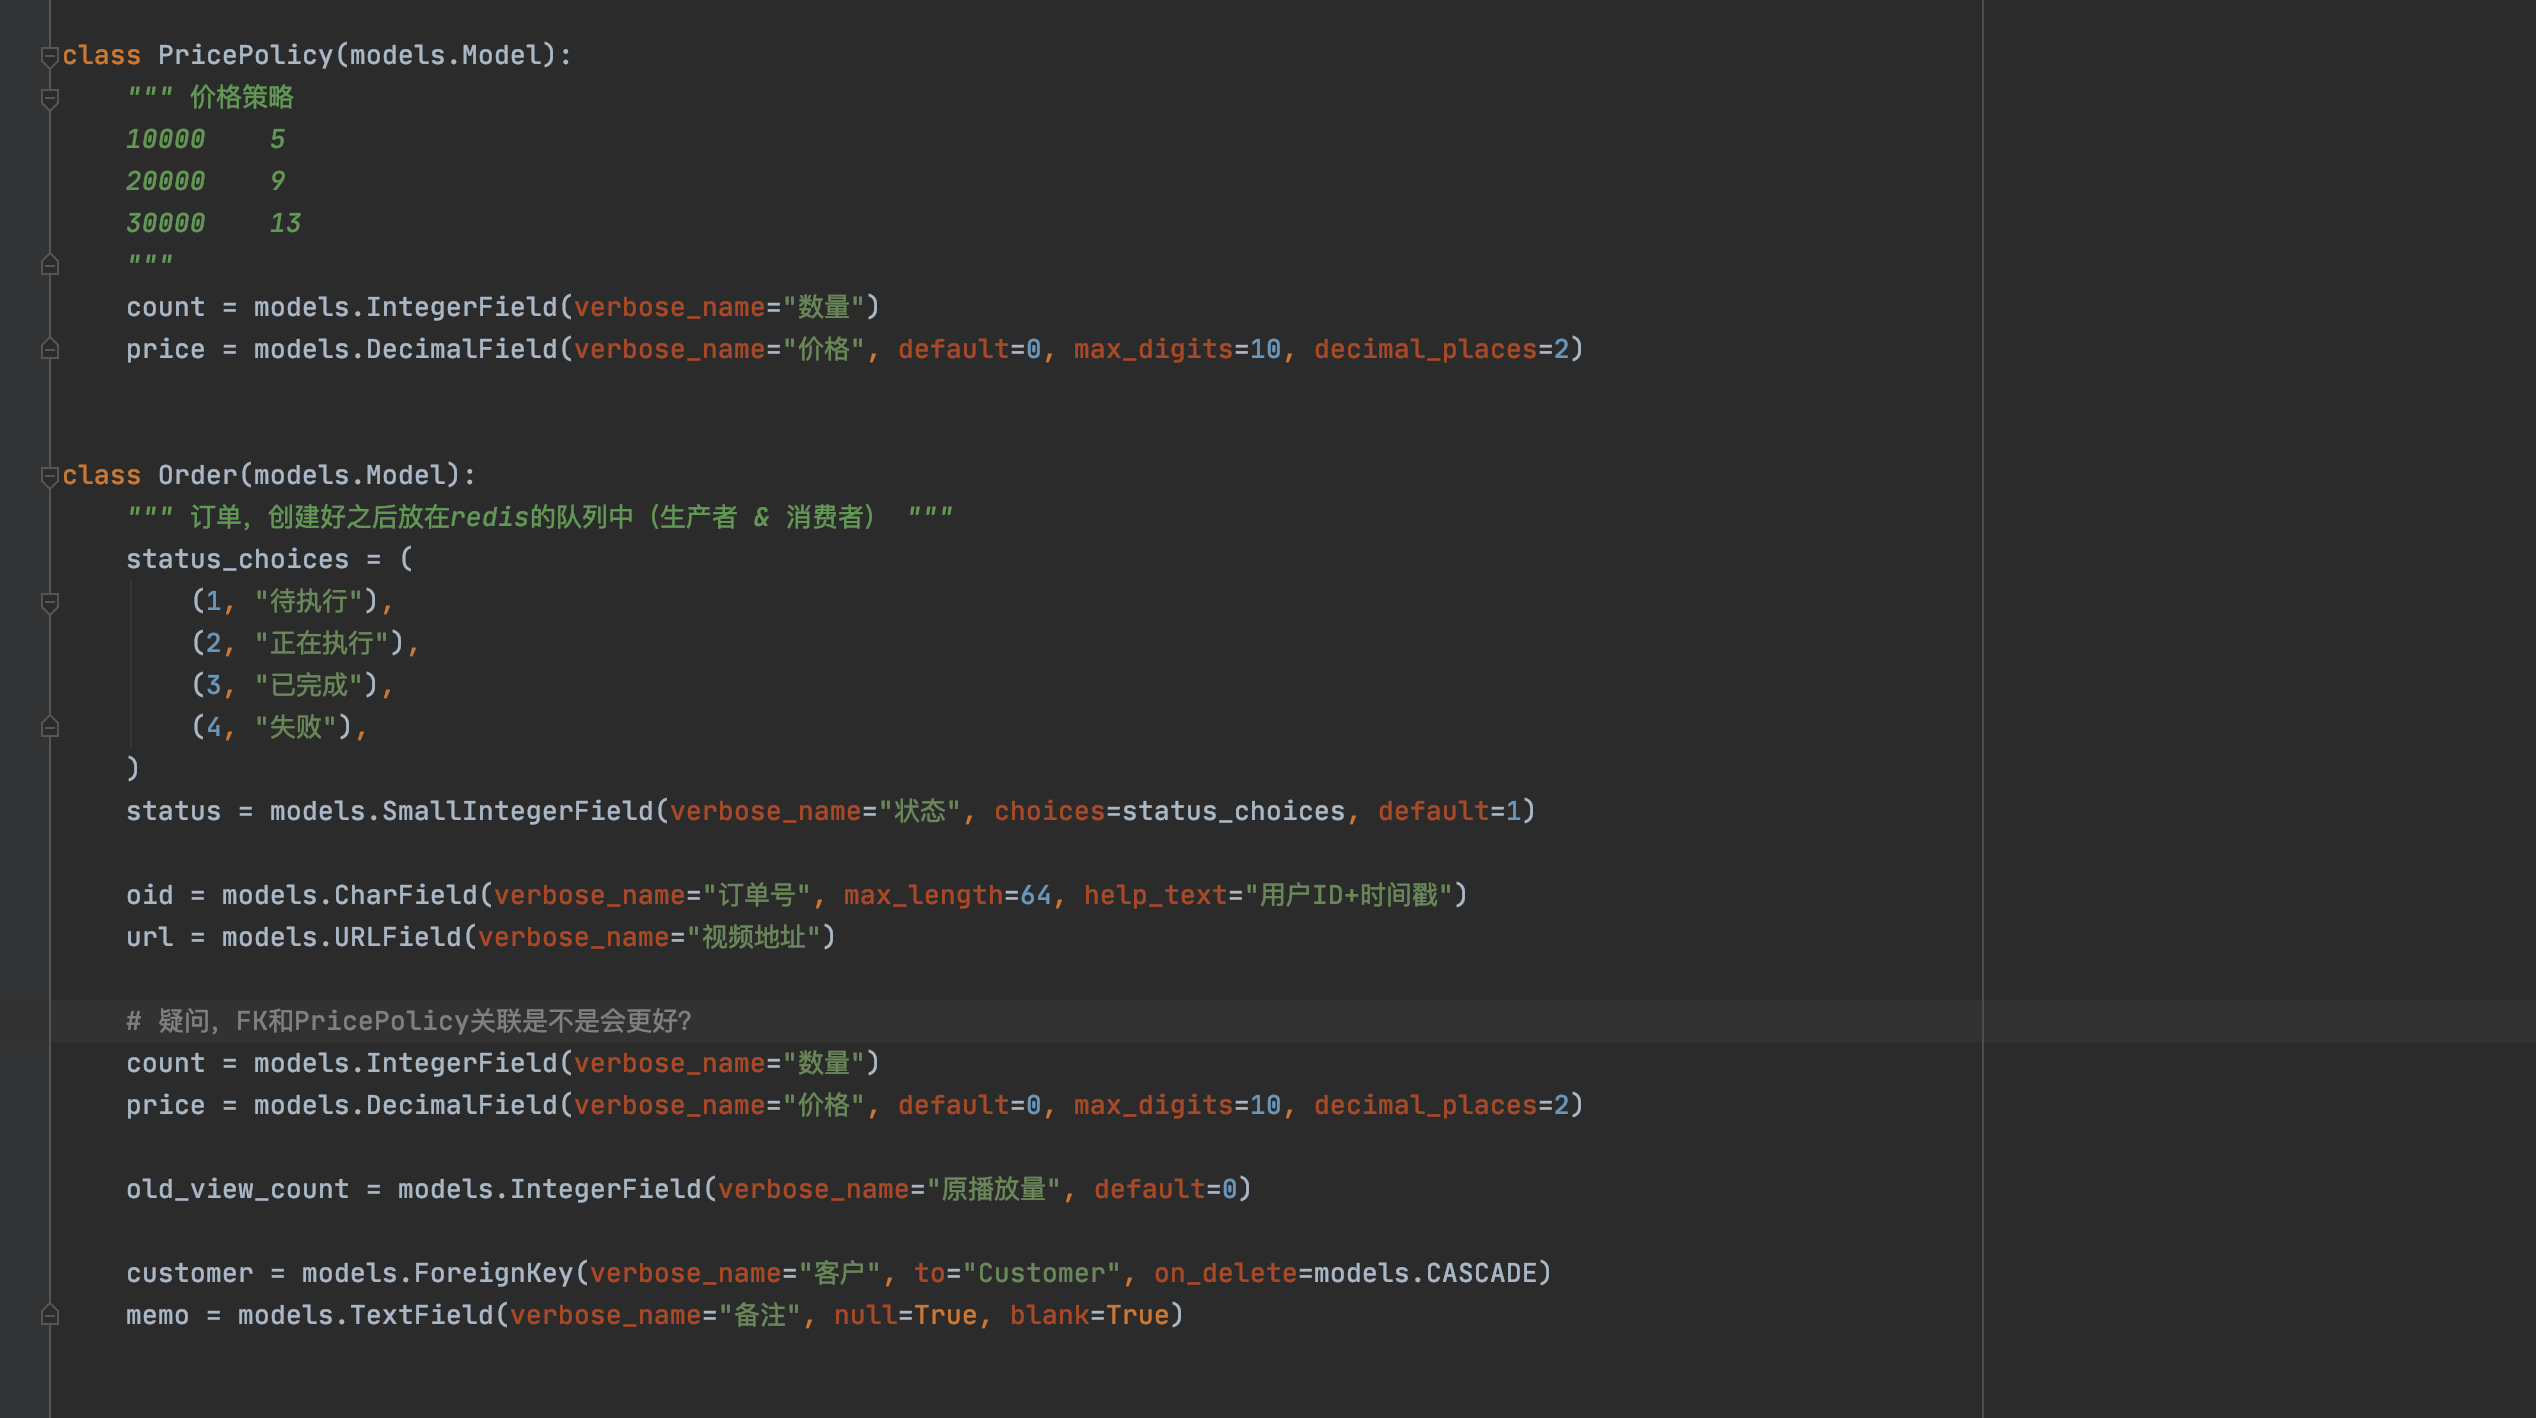 class PricePolicy(models.Model):
    """ 价格策略
    10000    5
    20000    9
    30000    13
    """
    count = models.IntegerField(verbose_name="数量")
    price = models.DecimalField(verbose_name="价格", default=0, max_digits=10, decimal_places=2)
class Order(models.Model):
    """ 订单，创建好之后放在redis的队列中（生产者 & 消费者） """
    status_choices = (
        (1, "待执行"),
        (2, "正在执行"),
        (3, "已完成"),
        (4, "失败"),
    )
    status = models.SmallIntegerField(verbose_name="状态", choices=status_choices, default=1)
    oid = models.CharField(verbose_name="订单号", max_length=64, help_text="用户ID+时间戳")
    url = models.URLField(verbose_name="视频地址")
    # 疑问，FK和PricePolicy关联是不是会更好？
    count = models.IntegerField(verbose_name="数量")
    price = models.DecimalField(verbose_name="价格", default=0, max_digits=10, decimal_places=2)
    old_view_count = models.IntegerField(verbose_name="原播放量", default=0)
    customer = models.ForeignKey(verbose_name="客户", to="Customer", on_delete=models.CASCADE)
    memo = models.TextField(verbose_name="备注", null=True, blank=True)